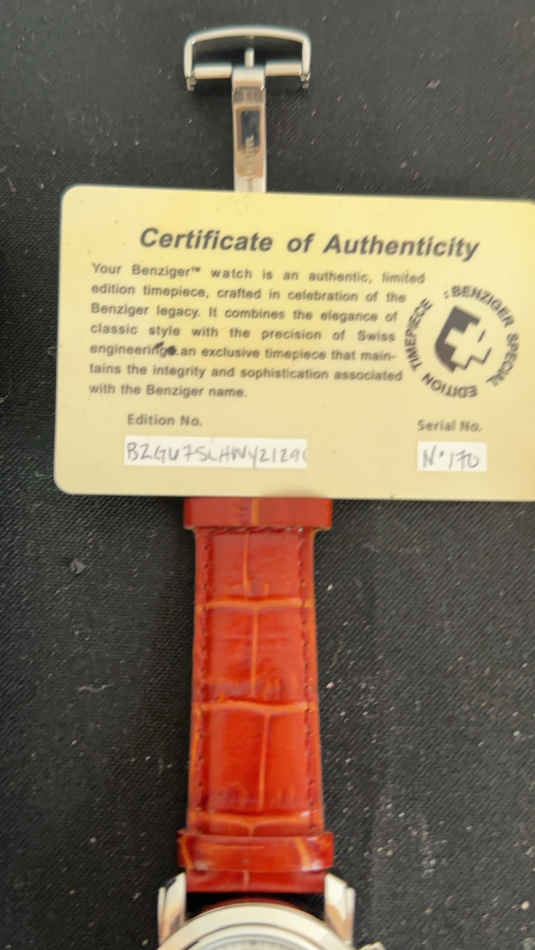 Certificate of Authenticity
Your Benziger™ watch is an authentic, limited
edition timepiece, crafted in celebration of the
Benziger legacy. It combines the elegance of
classic style with the precision of Swiss
engineering an exclusive timepiece that main-
tains the integrity and sophistication associated
with the Benziger name.
: BENZIGER SPECIAL EDITION TIMEPIECE
Edition No.
Serial No.
N° 170